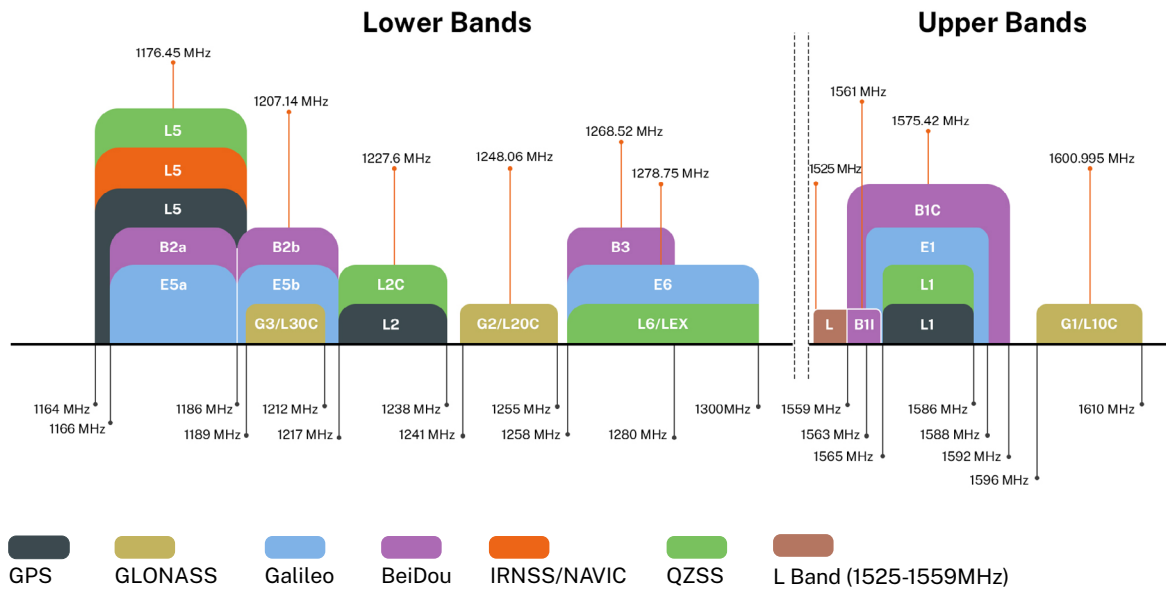 Lower Bands
Upper Bands
1176.45 MHz
1207.14 MHz
1227.6 MHz
1248.06 MHz
1268.52 MHz
1278.75 MHz
1525 MHz
1561 MHz
1575.42 MHz
1600.995 MHz
L5
L5
L5
B2a
E5a
B2b
E5b
G3/L30C
L2C
L2
G2/L20C
B3
E6
L6/LEX
L
B1I
B1C
E1
L1
L1
G1/L10C
1164 MHz
1166 MHz
1186 MHz
1189 MHz
1212 MHz
1217 MHz
1238 MHz
1241 MHz
1255 MHz
1258 MHz
1280 MHz
1300MHz
1559 MHz
1563 MHz
1565 MHz
1586 MHz
1588 MHz
1592 MHz
1596 MHz
1610 MHz
GPS
GLONASS
Galileo
BeiDou
IRNSS/NAVIC
QZSS
L Band (1525-1559MHz)